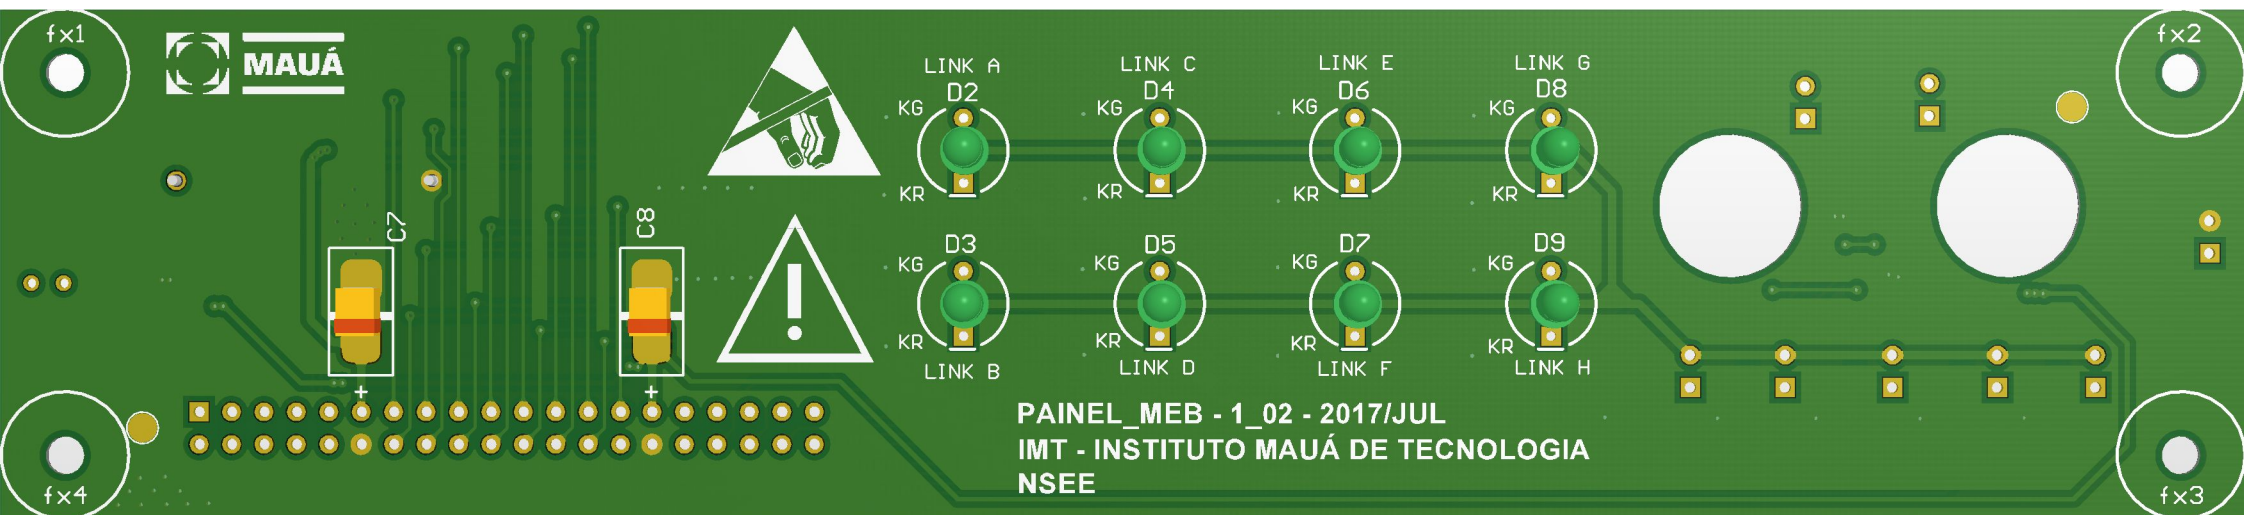 fx1
MAUÁ
fx2
LINK A
LINK C
LINK E
LINK G
D2
D4
D6
D8
KG
KG
KG
KG
KR
KR
KR
KR
C7
C8
D3
D5
D7
D9
KG
KG
KG
KG
KR
KR
KR
KR
LINK B
LINK D
LINK F
LINK H
+
+
PAINEL_MEB - 1_02 - 2017/JUL
IMT - INSTITUTO MAUÁ DE TECNOLOGIA
NSEE
fx4
fx3